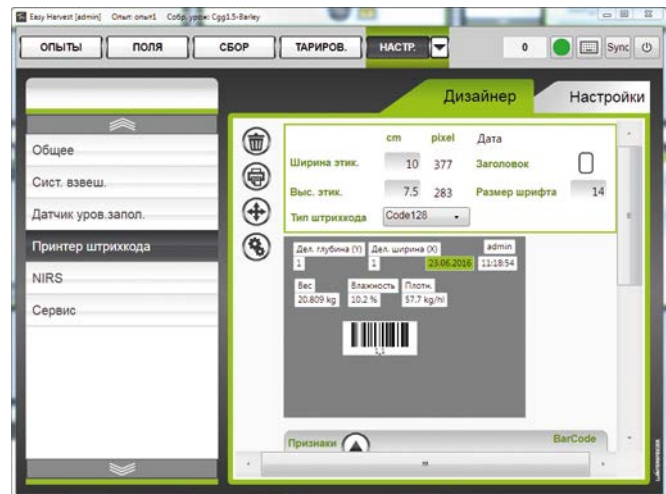 Easy Harvest [admin] Опыт: опыт1 Собр. урож: Cgg1.5-Barley
ОПЫТЫ ПОЛЯ СБОР ТАРИРОВ. НАСТР. 0 Sync
Дизайнер Настройки
Общее
Сист. взвеш.
Датчик уров.запол.
Принтер штрихкода
NIRS
Сервис
cm pixel Дата
Ширина этик. 10 377 Заголовок
Выс. этик. 7.5 283 Размер шрифта 14
Тип штрихкода Code128
Дел. глубина (Y) Дел. ширина (X) admin
1 1 23.06.2016 11:18:54
Вес Влажность Плотн.
20.809 kg 10.2 % 57.7 kg/hl
1,1
Признаки BarCode